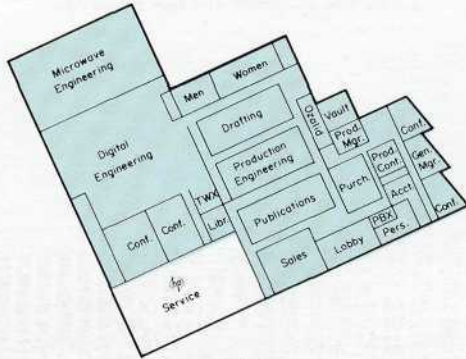 Microwave
Engineering
Men
Women
Digital
Engineering
Drafting
Ozalid
Vault
Prod.
Mgr.
Conf.
Production
Engineering
Prod.
Cont.
Gen.
Mgr.
TWX
Libr.
Purch.
Acct.
Conf.
Conf.
Publications
PBX
Pers.
Conf.
Sales
Lobby
hp
Service